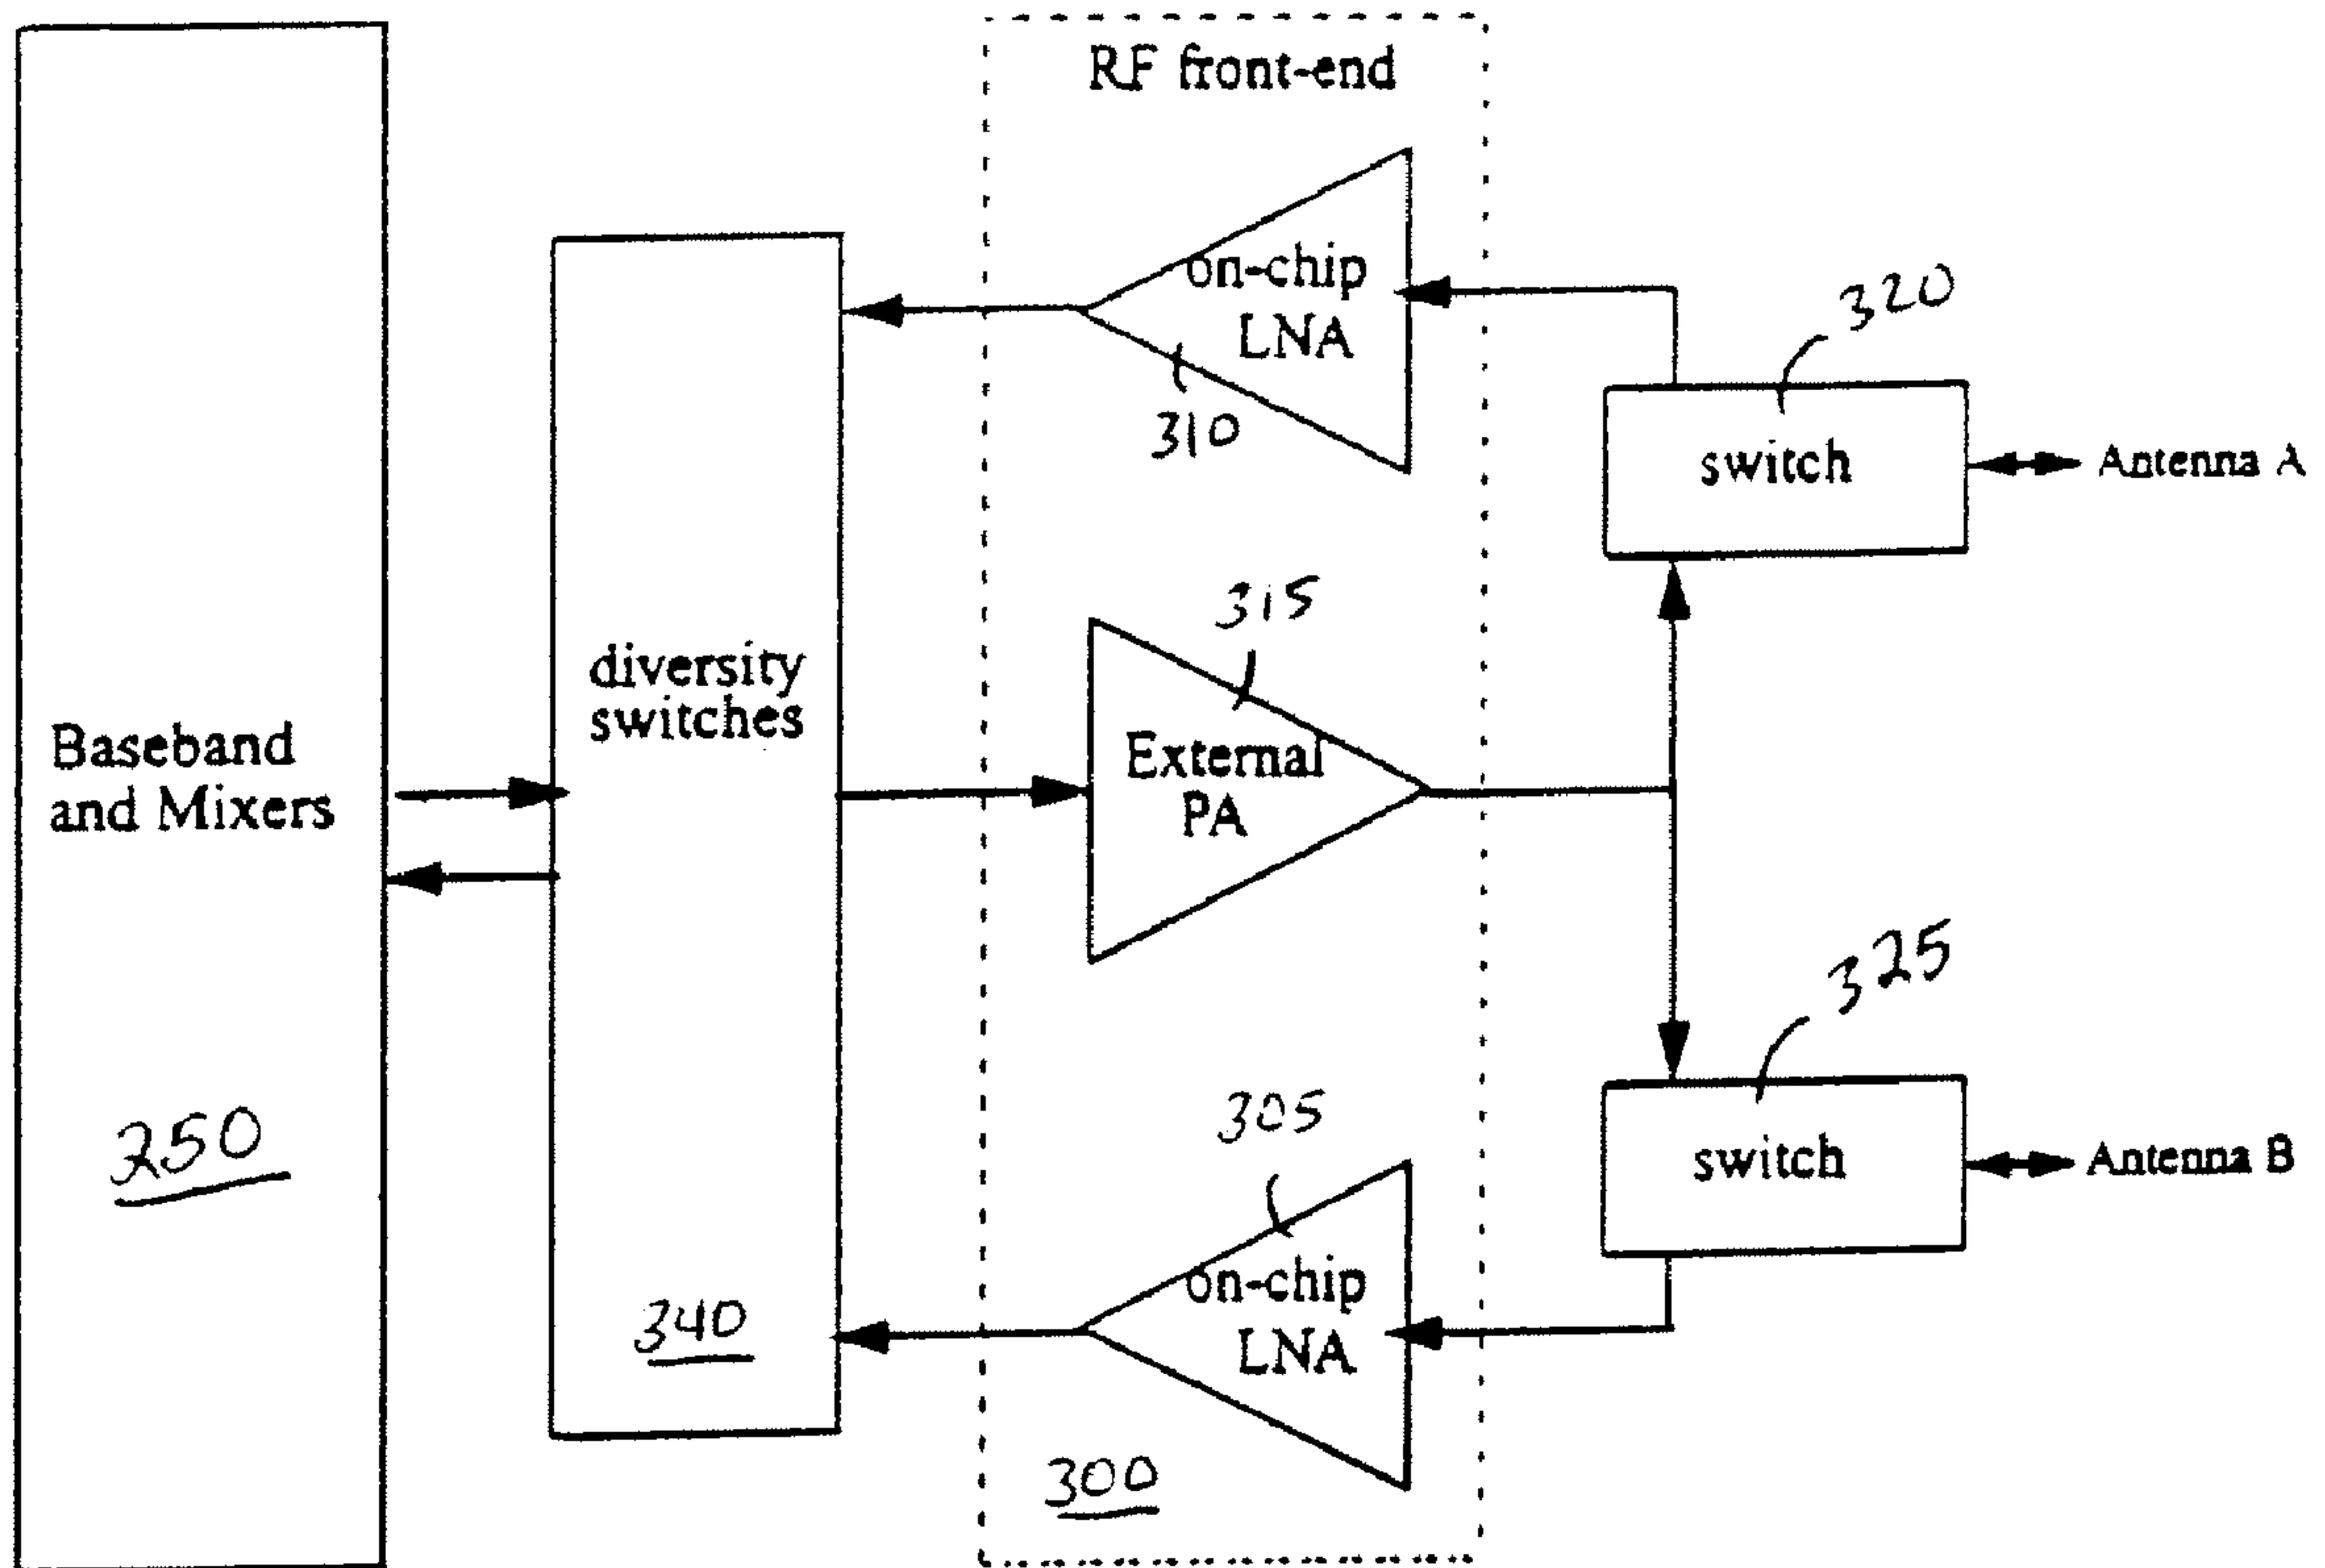 RF front-end
on-chip
LNA
310
320
switch
Antenna A
315
External
PA
diversity
switches
340
Baseband
and Mixers
325
switch
Antenna B
305
on-chip
LNA
300